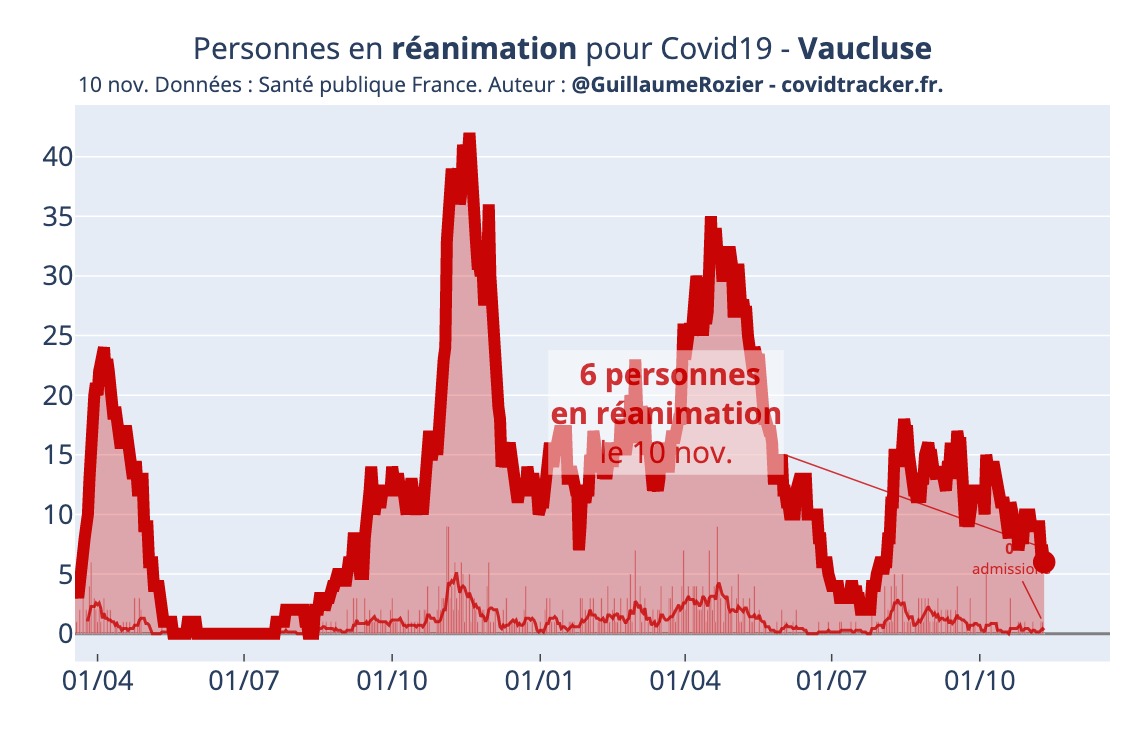 Personnes en réanimation pour Covid19 - Vaucluse
10 nov. Données : Santé publique France. Auteur : @GuillaumeRozier - covidtracker.fr.
40
35
30
25
20
15
10
5
0
6 personnes
en réanimation
le 10 nov.
0
admission
01/04
01/07
01/10
01/01
01/04
01/07
01/10